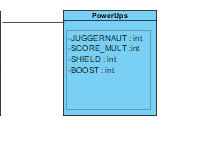 PowerUps
-JUGGERNAUT : int
-SCORE_MULT :int
-SHIELD : int
-BOOST : int